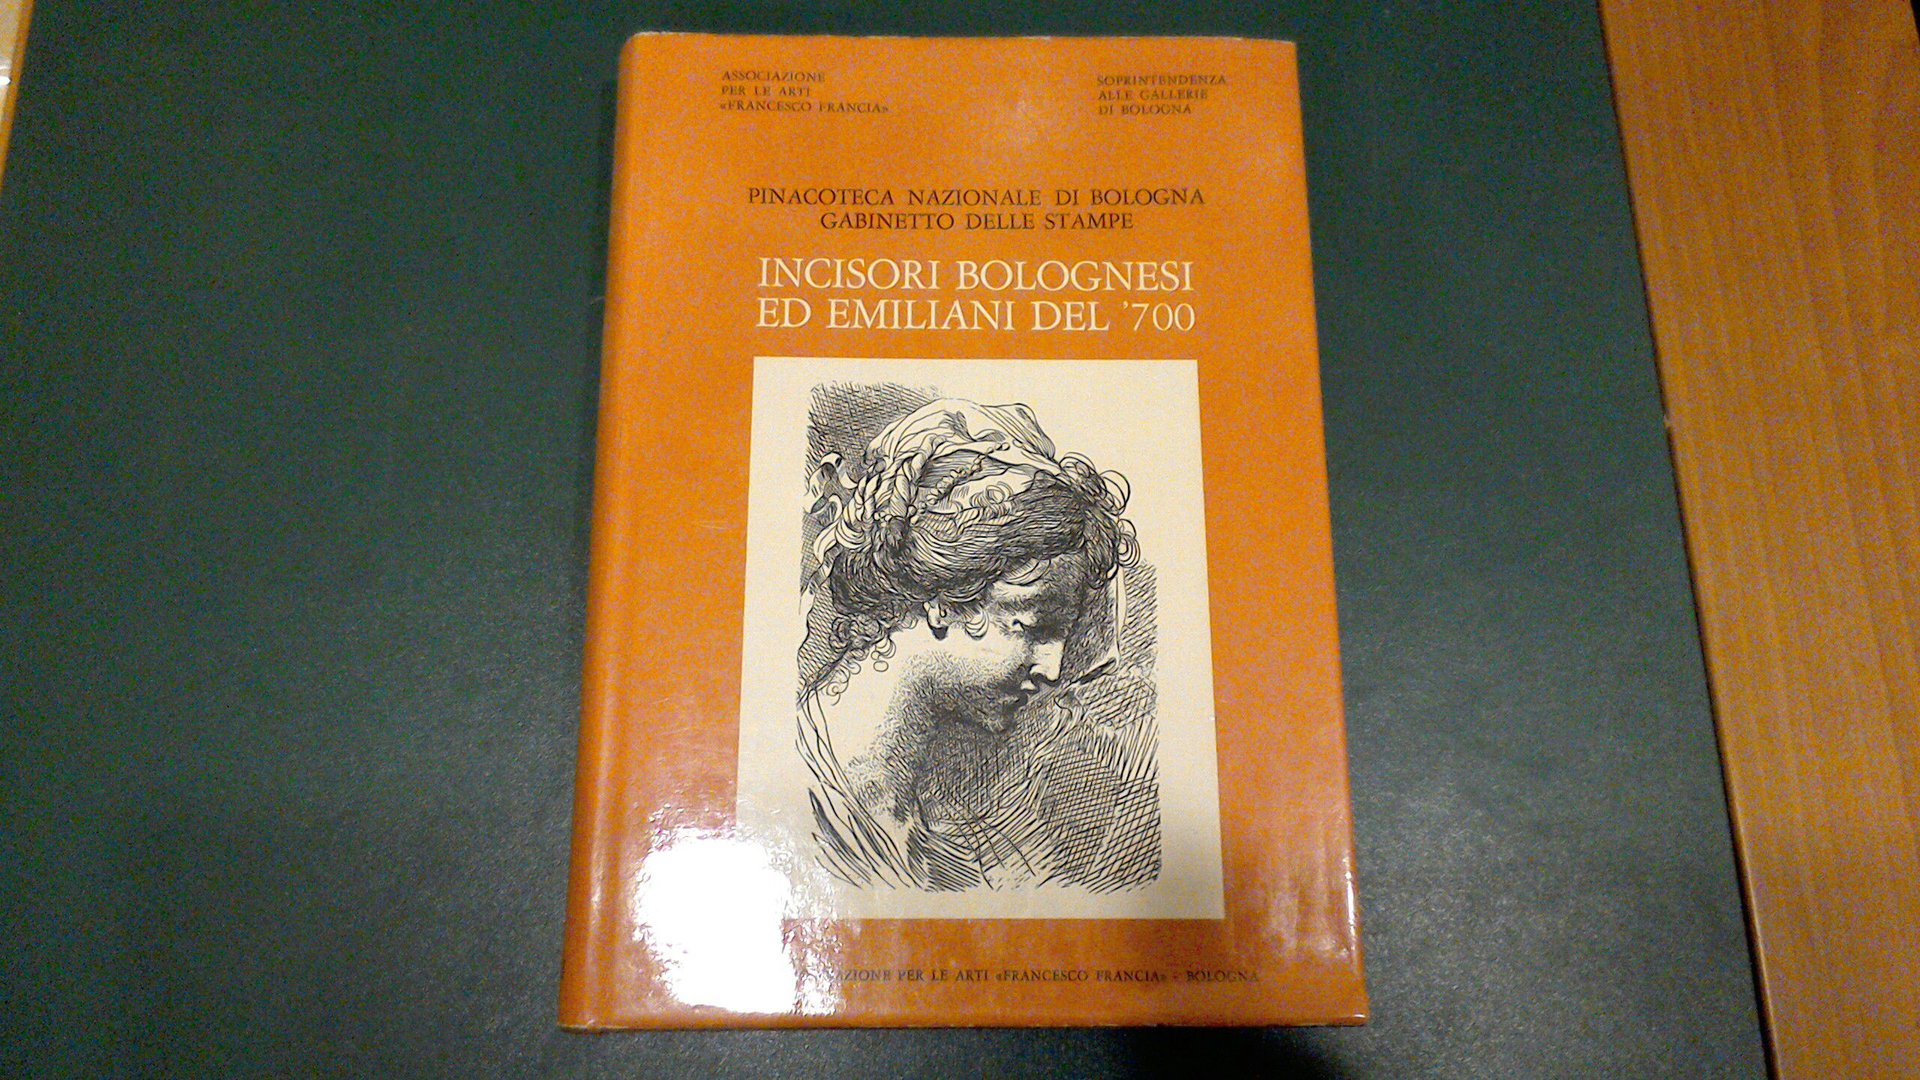 ASSOCIAZIONE
PER LE ARTI
«FRANCESCO FRANCIA»
SOPRINTENDENZA
ALLE GALLERIE
DI BOLOGNA
PINACOTECA NAZIONALE DI BOLOGNA
GABINETTO DELLE STAMPE
INCISORI BOLOGNESI
ED EMILIANI DEL '700
AZIONE PER LE ARTI «FRANCESCO FRANCIA» - BOLOGNA